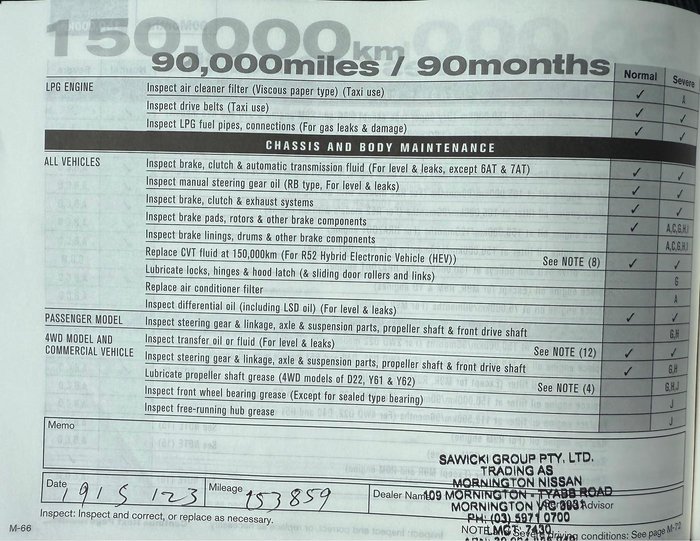 150,000km
90,000miles / 90months
Normal Severe
LPG ENGINE Inspect air cleaner filter (Viscous paper type) (Taxi use) ✓ A
Inspect drive belts (Taxi use) ✓ ✓
Inspect LPG fuel pipes, connections (For gas leaks & damage) ✓ ✓
CHASSIS AND BODY MAINTENANCE
ALL VEHICLES Inspect brake, clutch & automatic transmission fluid (For level & leaks, except 6AT & 7AT) ✓ ✓
Inspect manual steering gear oil (RB type, For level & leaks) ✓ ✓
Inspect brake, clutch & exhaust systems ✓ ✓
Inspect brake pads, rotors & other brake components ✓ A,C,G,H,I
Inspect brake linings, drums & other brake components A,C,G,H,I
Replace CVT fluid at 150,000km (For R52 Hybrid Electronic Vehicle (HEV)) See NOTE (8) ✓ ✓
Lubricate locks, hinges & hood latch (& sliding door rollers and links) G
Replace air conditioner filter A
Inspect differential oil (including LSD oil) (For level & leaks) ✓ ✓
PASSENGER MODEL Inspect steering gear & linkage, axle & suspension parts, propeller shaft & front drive shaft G,H
4WD MODEL AND COMMERCIAL VEHICLE Inspect transfer oil or fluid (For level & leaks) See NOTE (12) ✓ ✓
Inspect steering gear & linkage, axle & suspension parts, propeller shaft & front drive shaft ✓ G,H
Lubricate propeller shaft grease (4WD models of D22, Y61 & Y62) See NOTE (4) G,H,J
Inspect front wheel bearing grease (Except for sealed type bearing) J
Inspect free-running hub grease J
Memo
SAWICKI GROUP PTY. LTD.
TRADING AS
MORNINGTON NISSAN
Date 19 / 5 / 23 Mileage 153859 Dealer Name 109 MORNINGTON - TYABB ROAD
MORNINGTON VIC 3931 Advisor
PH: (03) 5971 0700
Inspect: Inspect and correct, or replace as necessary. NOTE LMCT: 7430 Severe driving conditions: See page M-72
M-66